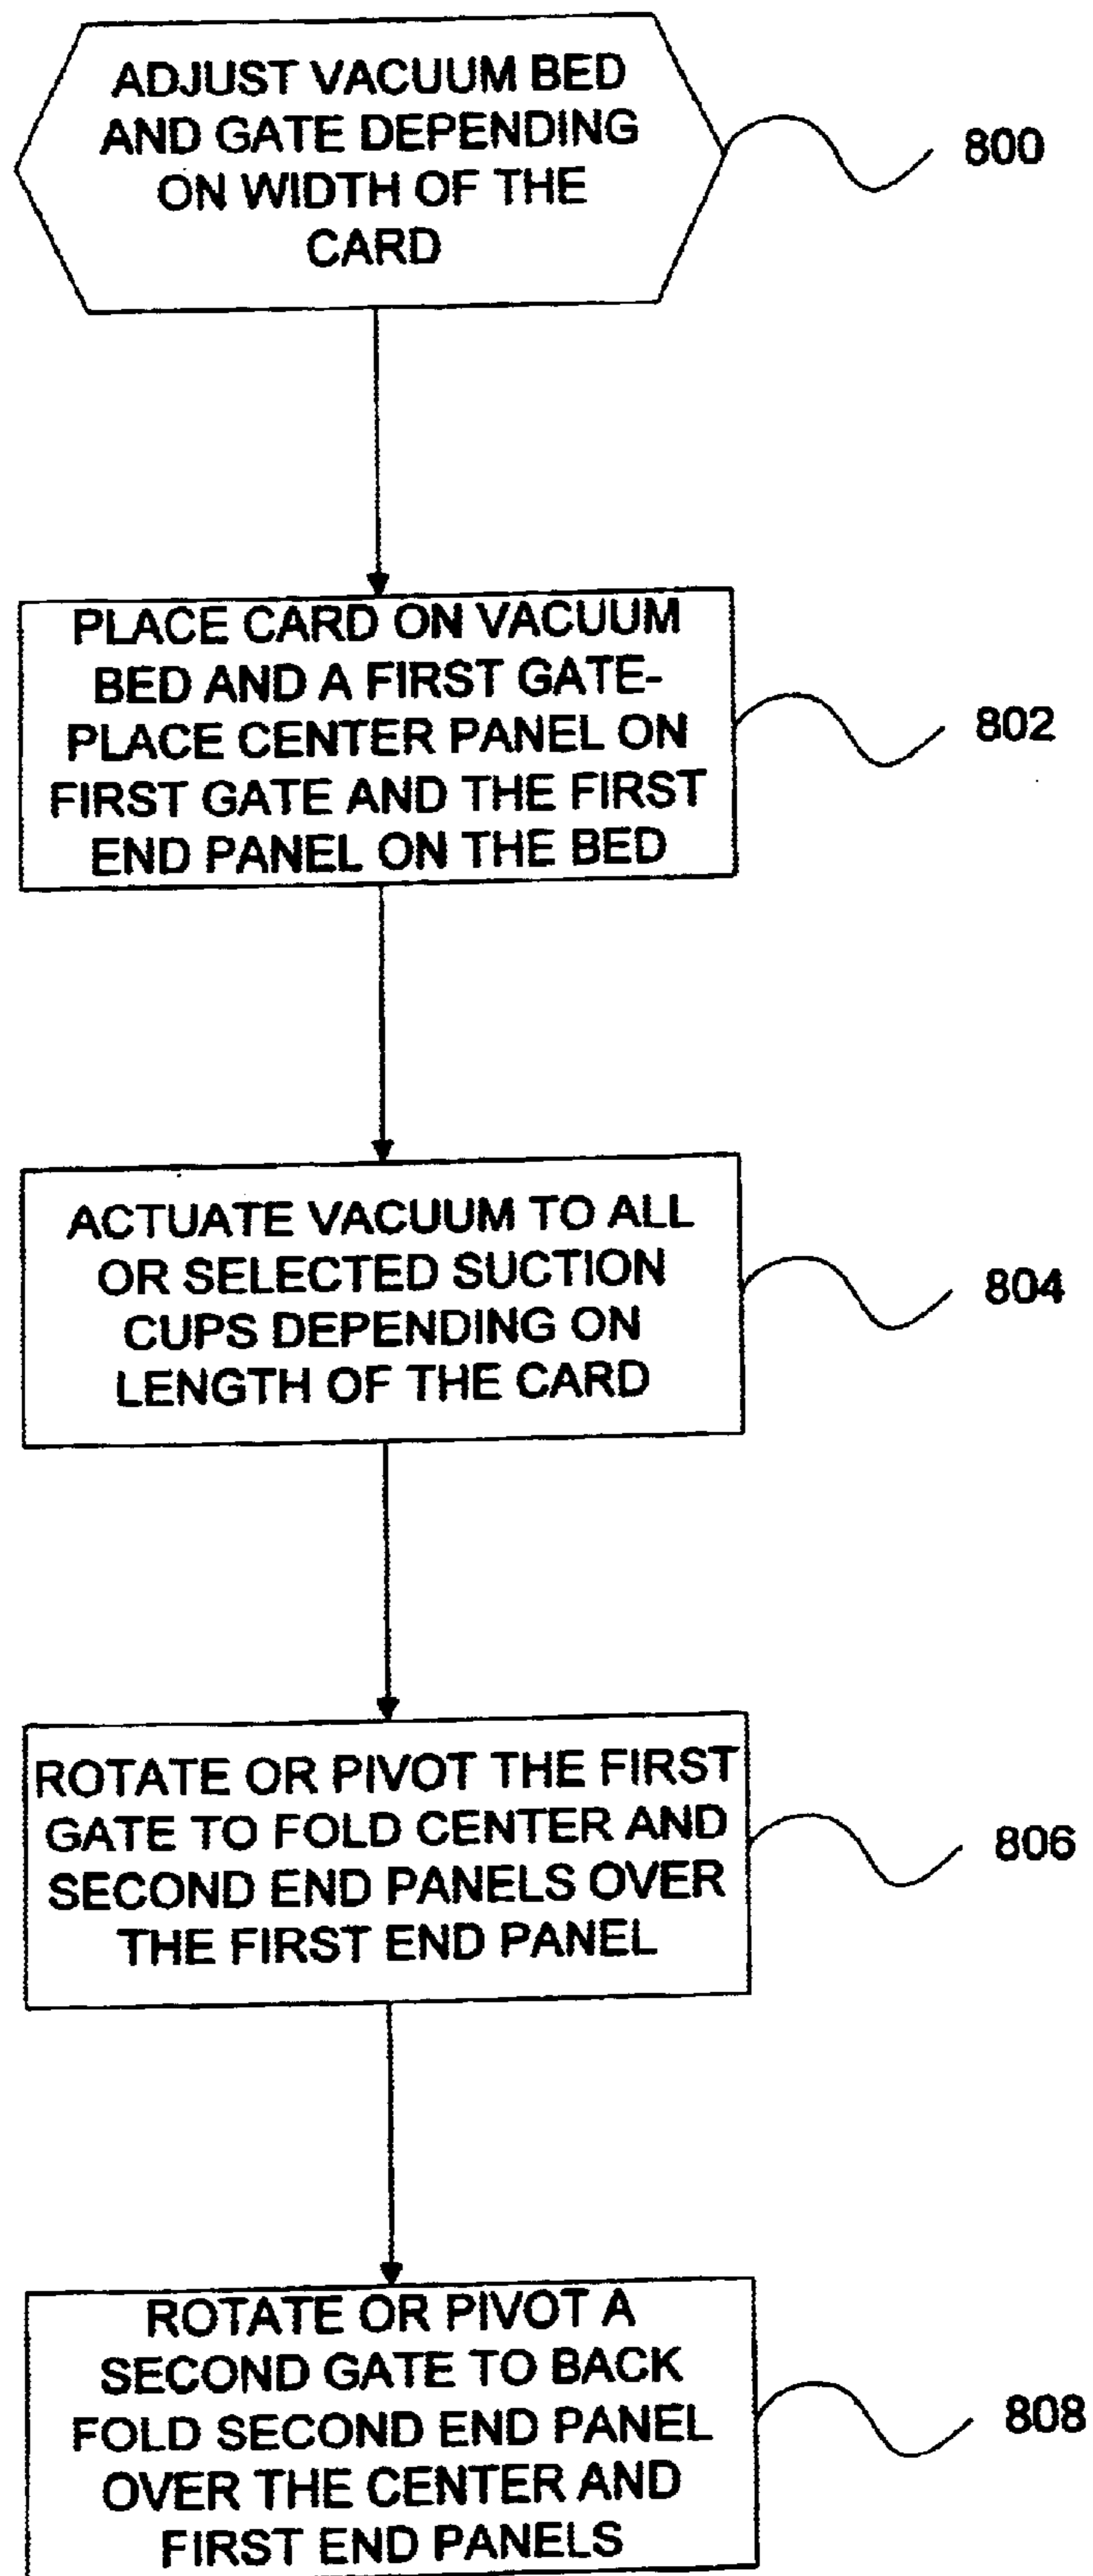 ADJUST VACUUM BED
AND GATE DEPENDING
ON WIDTH OF THE
CARD
800
PLACE CARD ON VACUUM
BED AND A FIRST GATE-
PLACE CENTER PANEL ON
FIRST GATE AND THE FIRST
END PANEL ON THE BED
802
ACTUATE VACUUM TO ALL
OR SELECTED SUCTION
CUPS DEPENDING ON
LENGTH OF THE CARD
804
ROTATE OR PIVOT THE FIRST
GATE TO FOLD CENTER AND
SECOND END PANELS OVER
THE FIRST END PANEL
806
ROTATE OR PIVOT A
SECOND GATE TO BACK
FOLD SECOND END PANEL
OVER THE CENTER AND
FIRST END PANELS
808